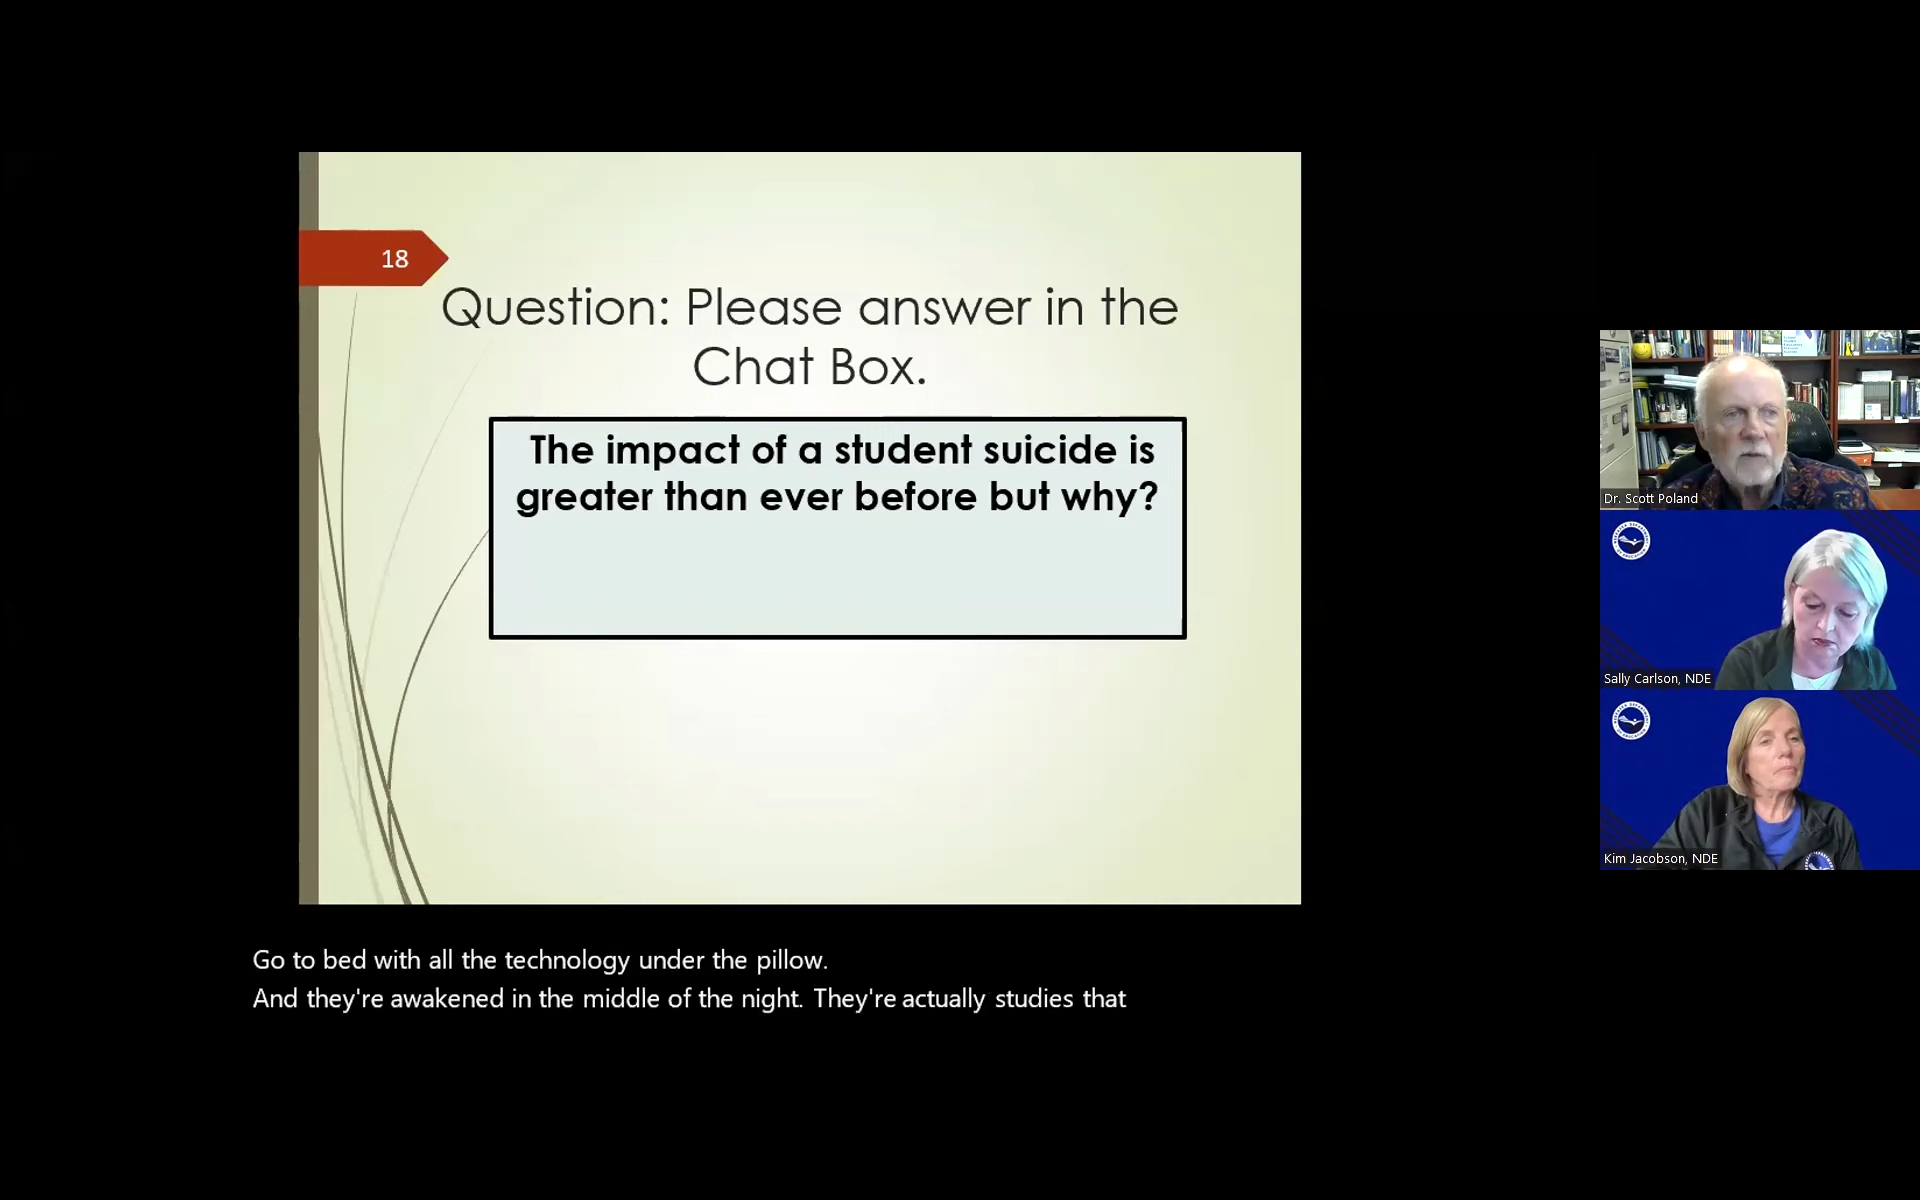 18
Question: Please answer in the
Chat Box.
The impact of a student suicide is
greater than ever before but why?
Dr. Scott Poland
Sally Carlson, NDE
Kim Jacobson, NDE
Go to bed with all the technology under the pillow.
And they're awakened in the middle of the night. They're actually studies that